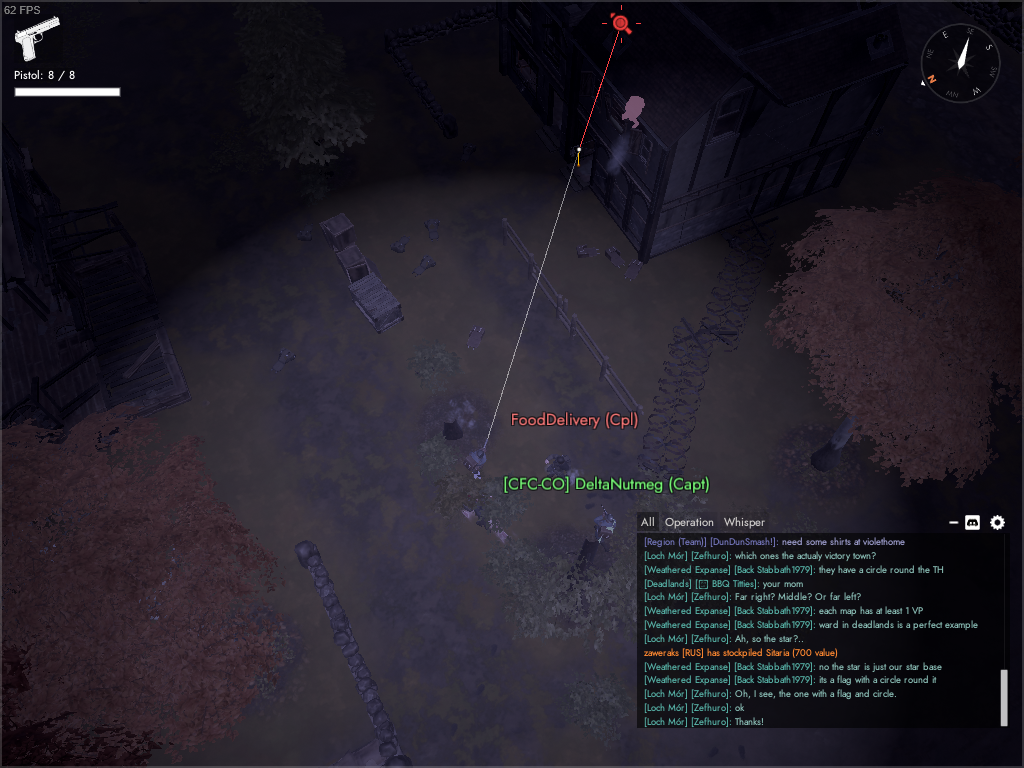 62 FPS
Pistol: 8 / 8
E
SE
S
NE
SW
N
NW
W
FoodDelivery (Cpl)
[CFC-CO] DeltaNutmeg (Capt)
All Operation Whisper
[Region (Team)] [DunDunSmash!]: need some shirts at violethome
[Loch Mór] [Zefhuro]: which ones the actualy victory town?
[Weathered Expanse] [Back Stabbath1979]: they have a circle round the TH
[Deadlands] [ BBQ Titties]: your mom
[Loch Mór] [Zefhuro]: Far right? Middle? Or far left?
[Weathered Expanse] [Back Stabbath1979]: each map has at least 1 VP
[Weathered Expanse] [Back Stabbath1979]: ward in deadlands is a perfect example
[Loch Mór] [Zefhuro]: Ah, so the star?..
zaweraks [RUS] has stockpiled Sitaria (700 value)
[Weathered Expanse] [Back Stabbath1979]: no the star is just our star base
[Weathered Expanse] [Back Stabbath1979]: its a flag with a circle round it
[Loch Mór] [Zefhuro]: Oh, I see, the one with a flag and circle.
[Loch Mór] [Zefhuro]: ok
[Loch Mór] [Zefhuro]: Thanks!